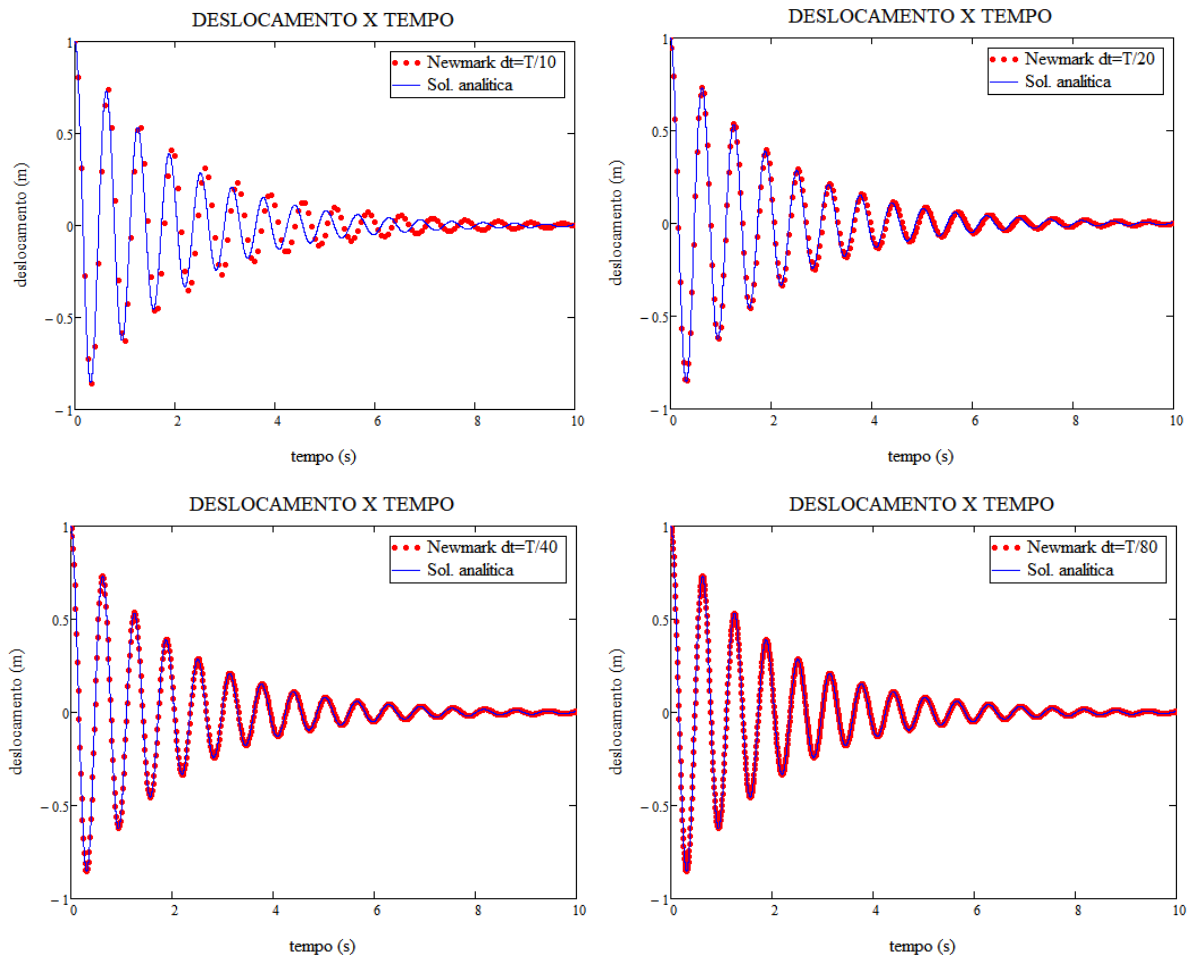 DESLOCAMENTO X TEMPO
1
0.5
0
− 0.5
− 1
0
2
4
6
8
10
deslocamento (m)
tempo (s)
Newmark dt=T/10
Sol. analítica
DESLOCAMENTO X TEMPO
1
0.5
0
− 0.5
− 1
0
2
4
6
8
10
deslocamento (m)
tempo (s)
Newmark dt=T/20
Sol. analítica
DESLOCAMENTO X TEMPO
1
0.5
0
− 0.5
− 1
0
2
4
6
8
10
deslocamento (m)
tempo (s)
Newmark dt=T/40
Sol. analítica
DESLOCAMENTO X TEMPO
1
0.5
0
− 0.5
− 1
0
2
4
6
8
10
deslocamento (m)
tempo (s)
Newmark dt=T/80
Sol. analítica